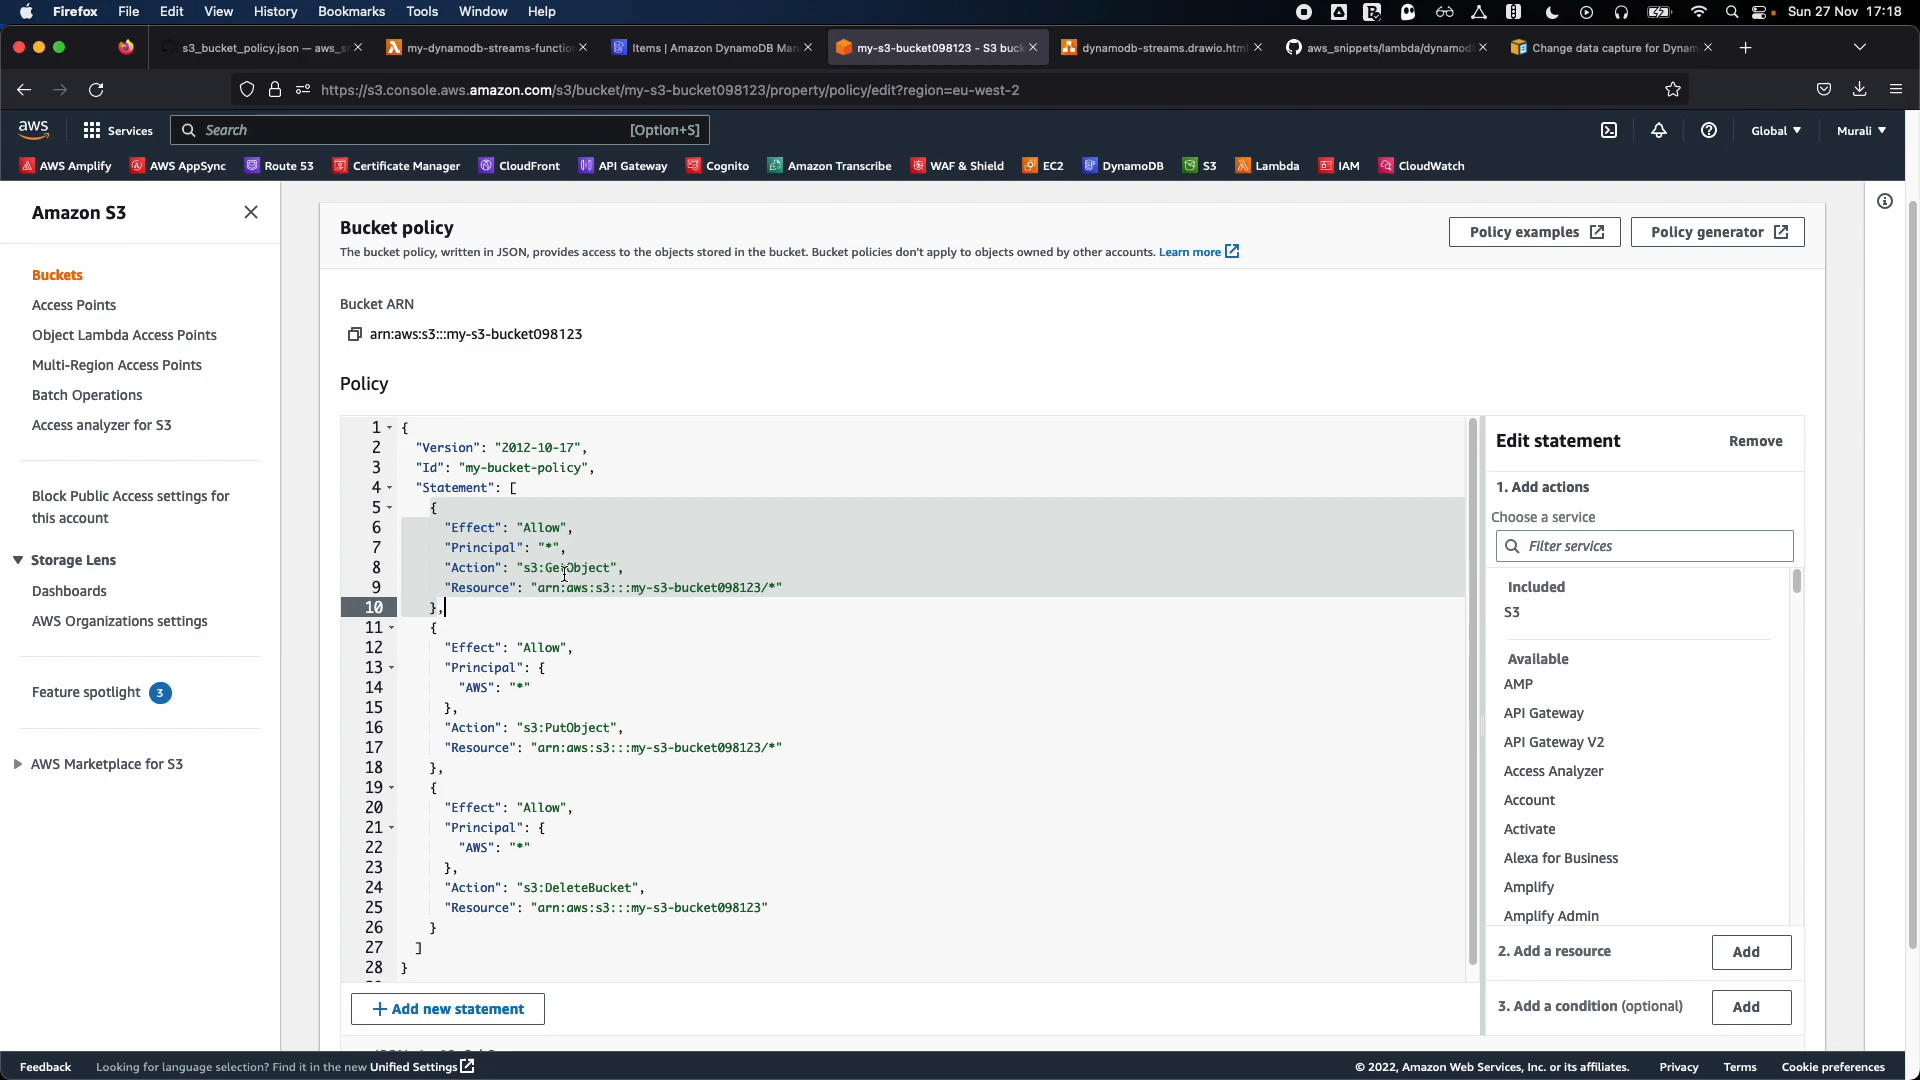 Firefox File Edit View History Bookmarks Tools Window Help
Sun 27 Nov 17:18
s3_bucket_policy.json — aws_s
my-dynamodb-streams-functio
Items | Amazon DynamoDB Man
my-s3-bucket098123 - S3 buck
dynamodb-streams.drawio.html
aws_snippets/lambda/dynamod
Change data capture for Dynam
https://s3.console.aws.amazon.com/s3/bucket/my-s3-bucket098123/property/policy/edit?region=eu-west-2
aws
Services
Search
[Option+S]
Global
Murali
AWS Amplify
AWS AppSync
Route 53
Certificate Manager
CloudFront
API Gateway
Cognito
Amazon Transcribe
WAF & Shield
EC2
DynamoDB
S3
Lambda
IAM
CloudWatch
Amazon S3
Buckets
Access Points
Object Lambda Access Points
Multi-Region Access Points
Batch Operations
Access analyzer for S3
Block Public Access settings for
this account
Storage Lens
Dashboards
AWS Organizations settings
Feature spotlight 3
AWS Marketplace for S3
Bucket policy
The bucket policy, written in JSON, provides access to the objects stored in the bucket. Bucket policies don't apply to objects owned by other accounts. Learn more
Policy examples
Policy generator
Bucket ARN
arn:aws:s3:::my-s3-bucket098123
Policy
1 {
2 "Version": "2012-10-17",
3 "Id": "my-bucket-policy",
4 "Statement": [
5 {
6 "Effect": "Allow",
7 "Principal": "*",
8 "Action": "s3:GetObject",
9 "Resource": "arn:aws:s3:::my-s3-bucket098123/*"
10 },
11 {
12 "Effect": "Allow",
13 "Principal": {
14 "AWS": "*"
15 },
16 "Action": "s3:PutObject",
17 "Resource": "arn:aws:s3:::my-s3-bucket098123/*"
18 },
19 {
20 "Effect": "Allow",
21 "Principal": {
22 "AWS": "*"
23 },
24 "Action": "s3:DeleteBucket",
25 "Resource": "arn:aws:s3:::my-s3-bucket098123"
26 }
27 ]
28 }
+ Add new statement
Edit statement
Remove
1. Add actions
Choose a service
Filter services
Included
S3
Available
AMP
API Gateway
API Gateway V2
Access Analyzer
Account
Activate
Alexa for Business
Amplify
Amplify Admin
2. Add a resource
Add
3. Add a condition (optional)
Add
Feedback
Looking for language selection? Find it in the new Unified Settings
© 2022, Amazon Web Services, Inc. or its affiliates.
Privacy
Terms
Cookie preferences